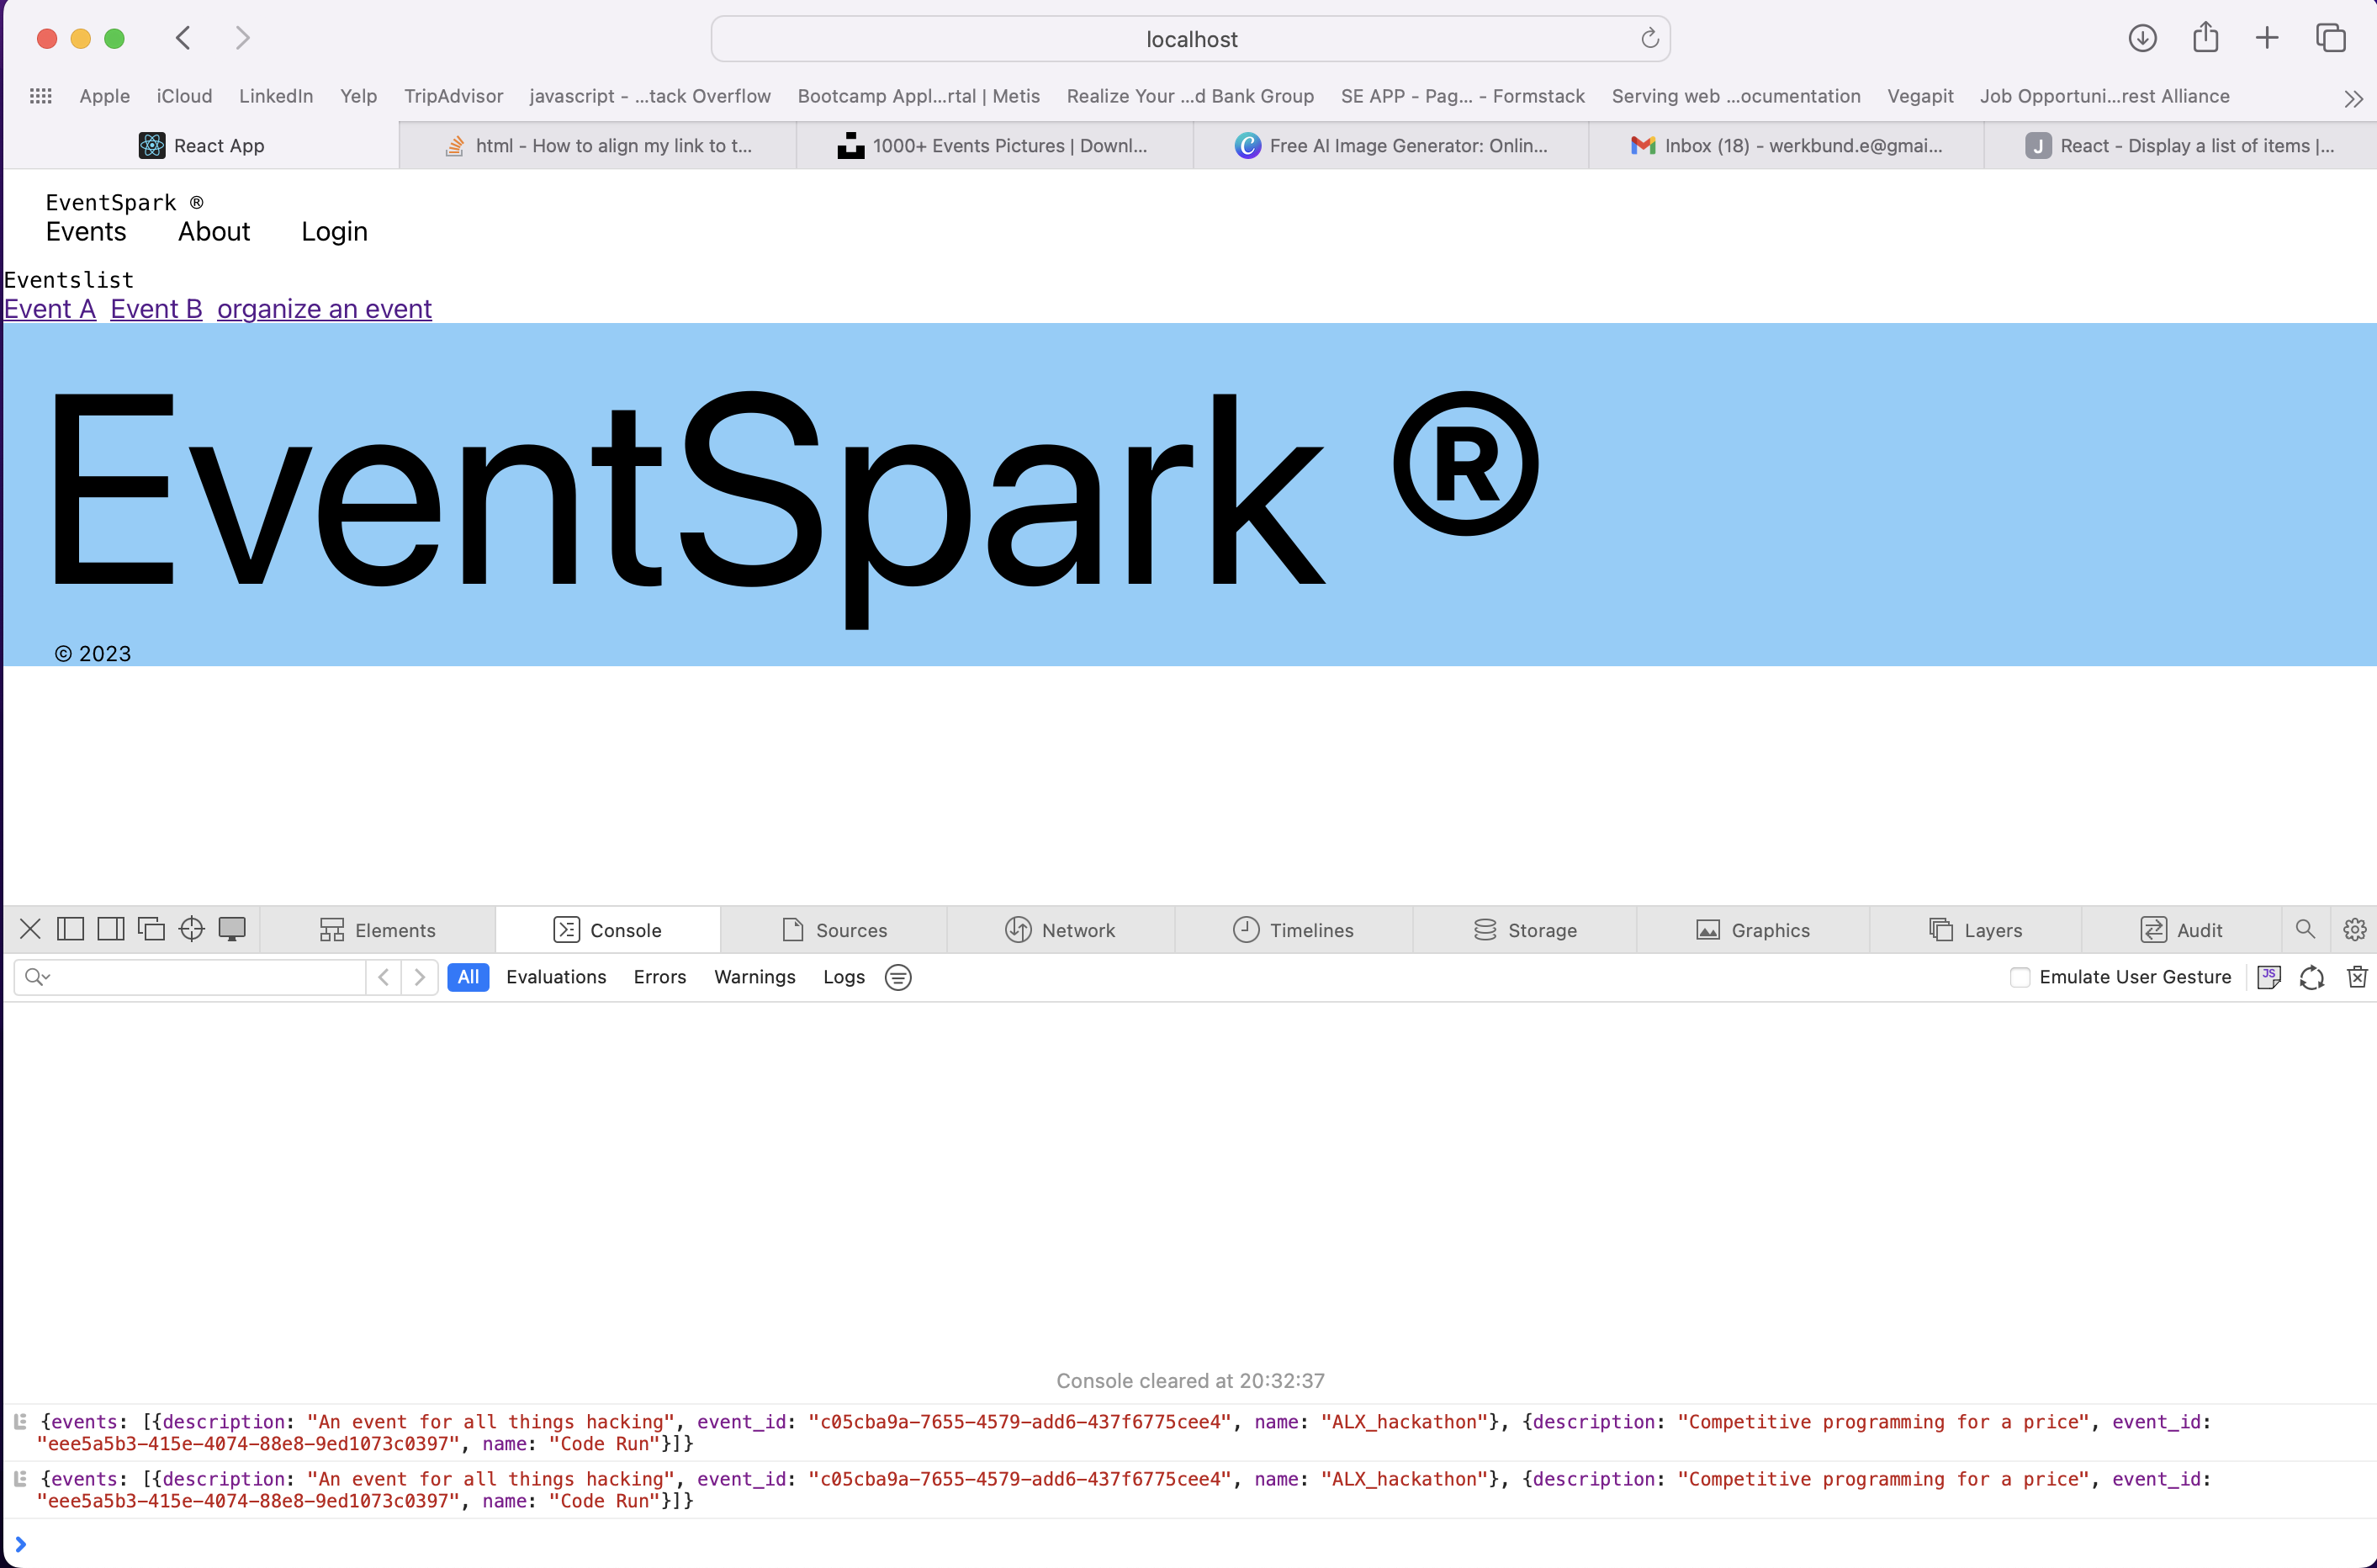 localhost
Apple iCloud LinkedIn Yelp TripAdvisor javascript - ...tack Overflow Bootcamp Appl...rtal | Metis Realize Your ...d Bank Group SE APP - Pag... - Formstack Serving web ...ocumentation Vegapit Job Opportuni...rest Alliance
React App html - How to align my link to t... 1000+ Events Pictures | Downl... Free AI Image Generator: Onlin... Inbox (18) - werkbund.e@gmai... J React - Display a list of items |...
EventSpark ®
Events About Login
Eventslist
Event A Event B organize an event
EventSpark ®
© 2023
Elements Console Sources Network Timelines Storage Graphics Layers Audit
All Evaluations Errors Warnings Logs Emulate User Gesture JS
Console cleared at 20:32:37
{events: [{description: "An event for all things hacking", event_id: "c05cba9a-7655-4579-add6-437f6775cee4", name: "ALX_hackathon"}, {description: "Competitive programming for a price", event_id:
"eee5a5b3-415e-4074-88e8-9ed1073c0397", name: "Code Run"}]}
{events: [{description: "An event for all things hacking", event_id: "c05cba9a-7655-4579-add6-437f6775cee4", name: "ALX_hackathon"}, {description: "Competitive programming for a price", event_id:
"eee5a5b3-415e-4074-88e8-9ed1073c0397", name: "Code Run"}]}